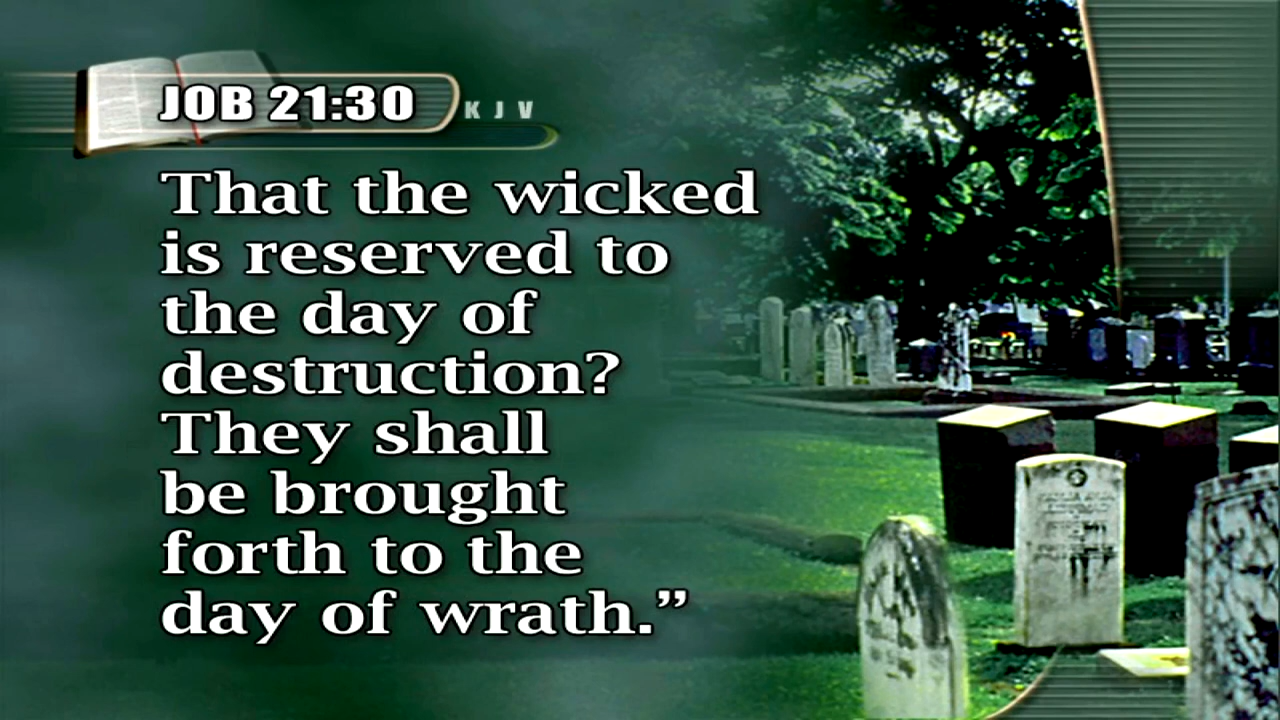 JOB 21:30 KJV
That the wicked
is reserved to
the day of
destruction?
They shall
be brought
forth to the
day of wrath.”